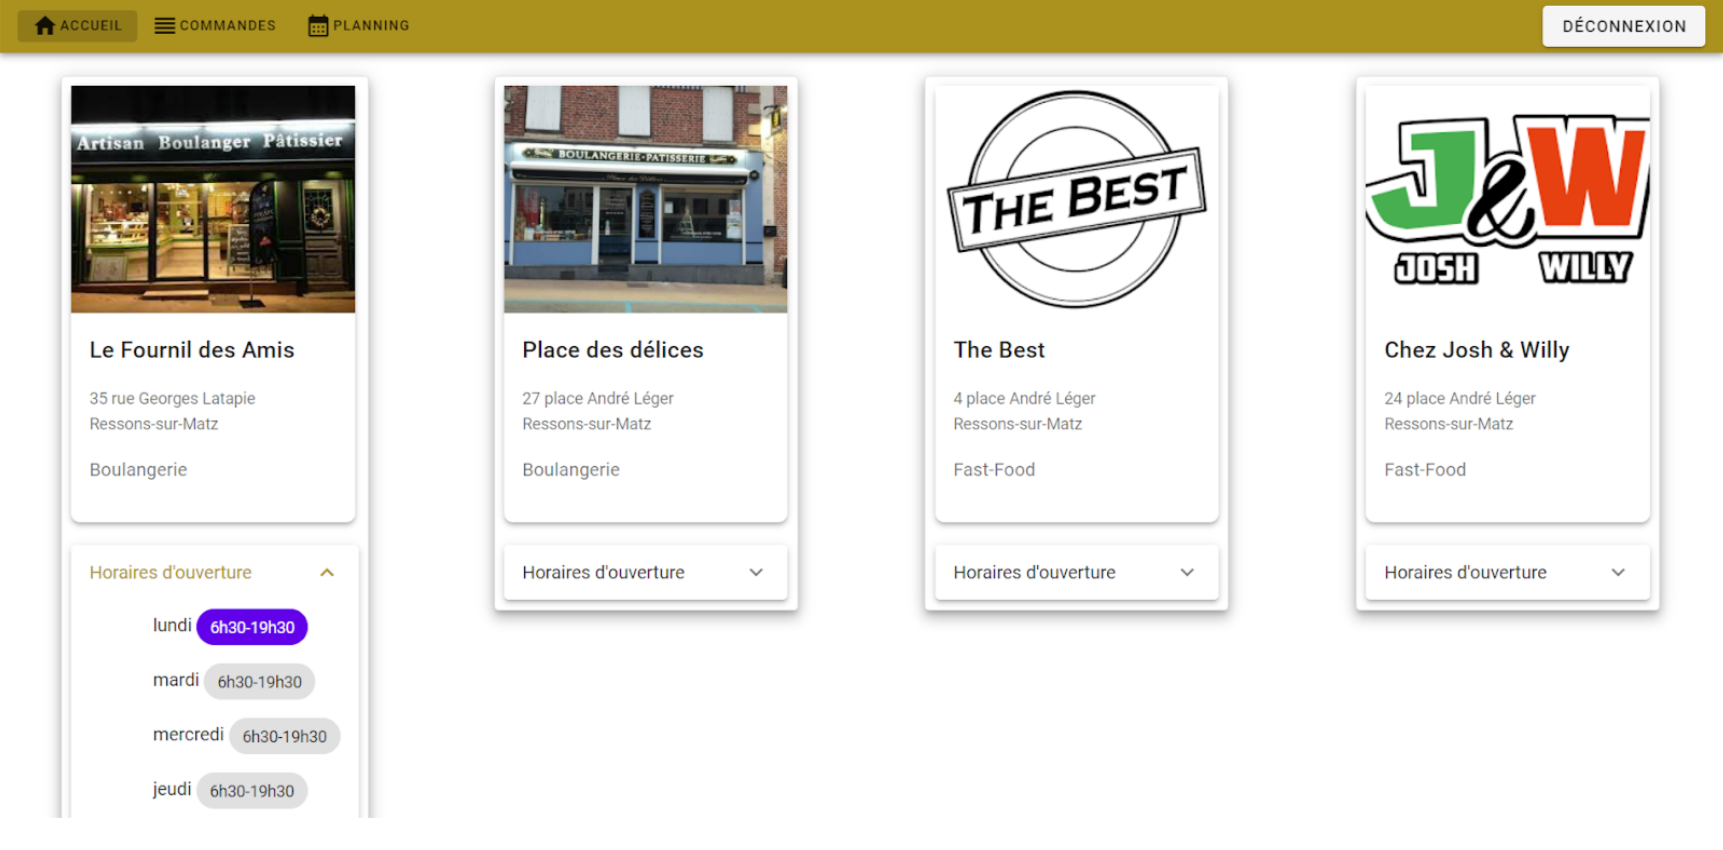 ACCUEIL
COMMANDES
PLANNING
DÉCONNEXION
Artisan Boulanger Pâtissier
Le Fournil des Amis
35 rue Georges Latapie
Ressons-sur-Matz
Boulangerie
Horaires d'ouverture
lundi 6h30-19h30
mardi 6h30-19h30
mercredi 6h30-19h30
jeudi 6h30-19h30
BOULANGERIE-PATISSERIE
Place des délices
27 place André Léger
Ressons-sur-Matz
Boulangerie
Horaires d'ouverture
THE BEST
The Best
4 place André Léger
Ressons-sur-Matz
Fast-Food
Horaires d'ouverture
J&W
JOSH WILLY
Chez Josh & Willy
24 place André Léger
Ressons-sur-Matz
Fast-Food
Horaires d'ouverture